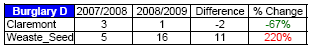 Burglary D 2007/2008 2008/2009 Difference % Change
Claremont 3 1 -2 -67%
Weaste_Seed 5 16 11 220%